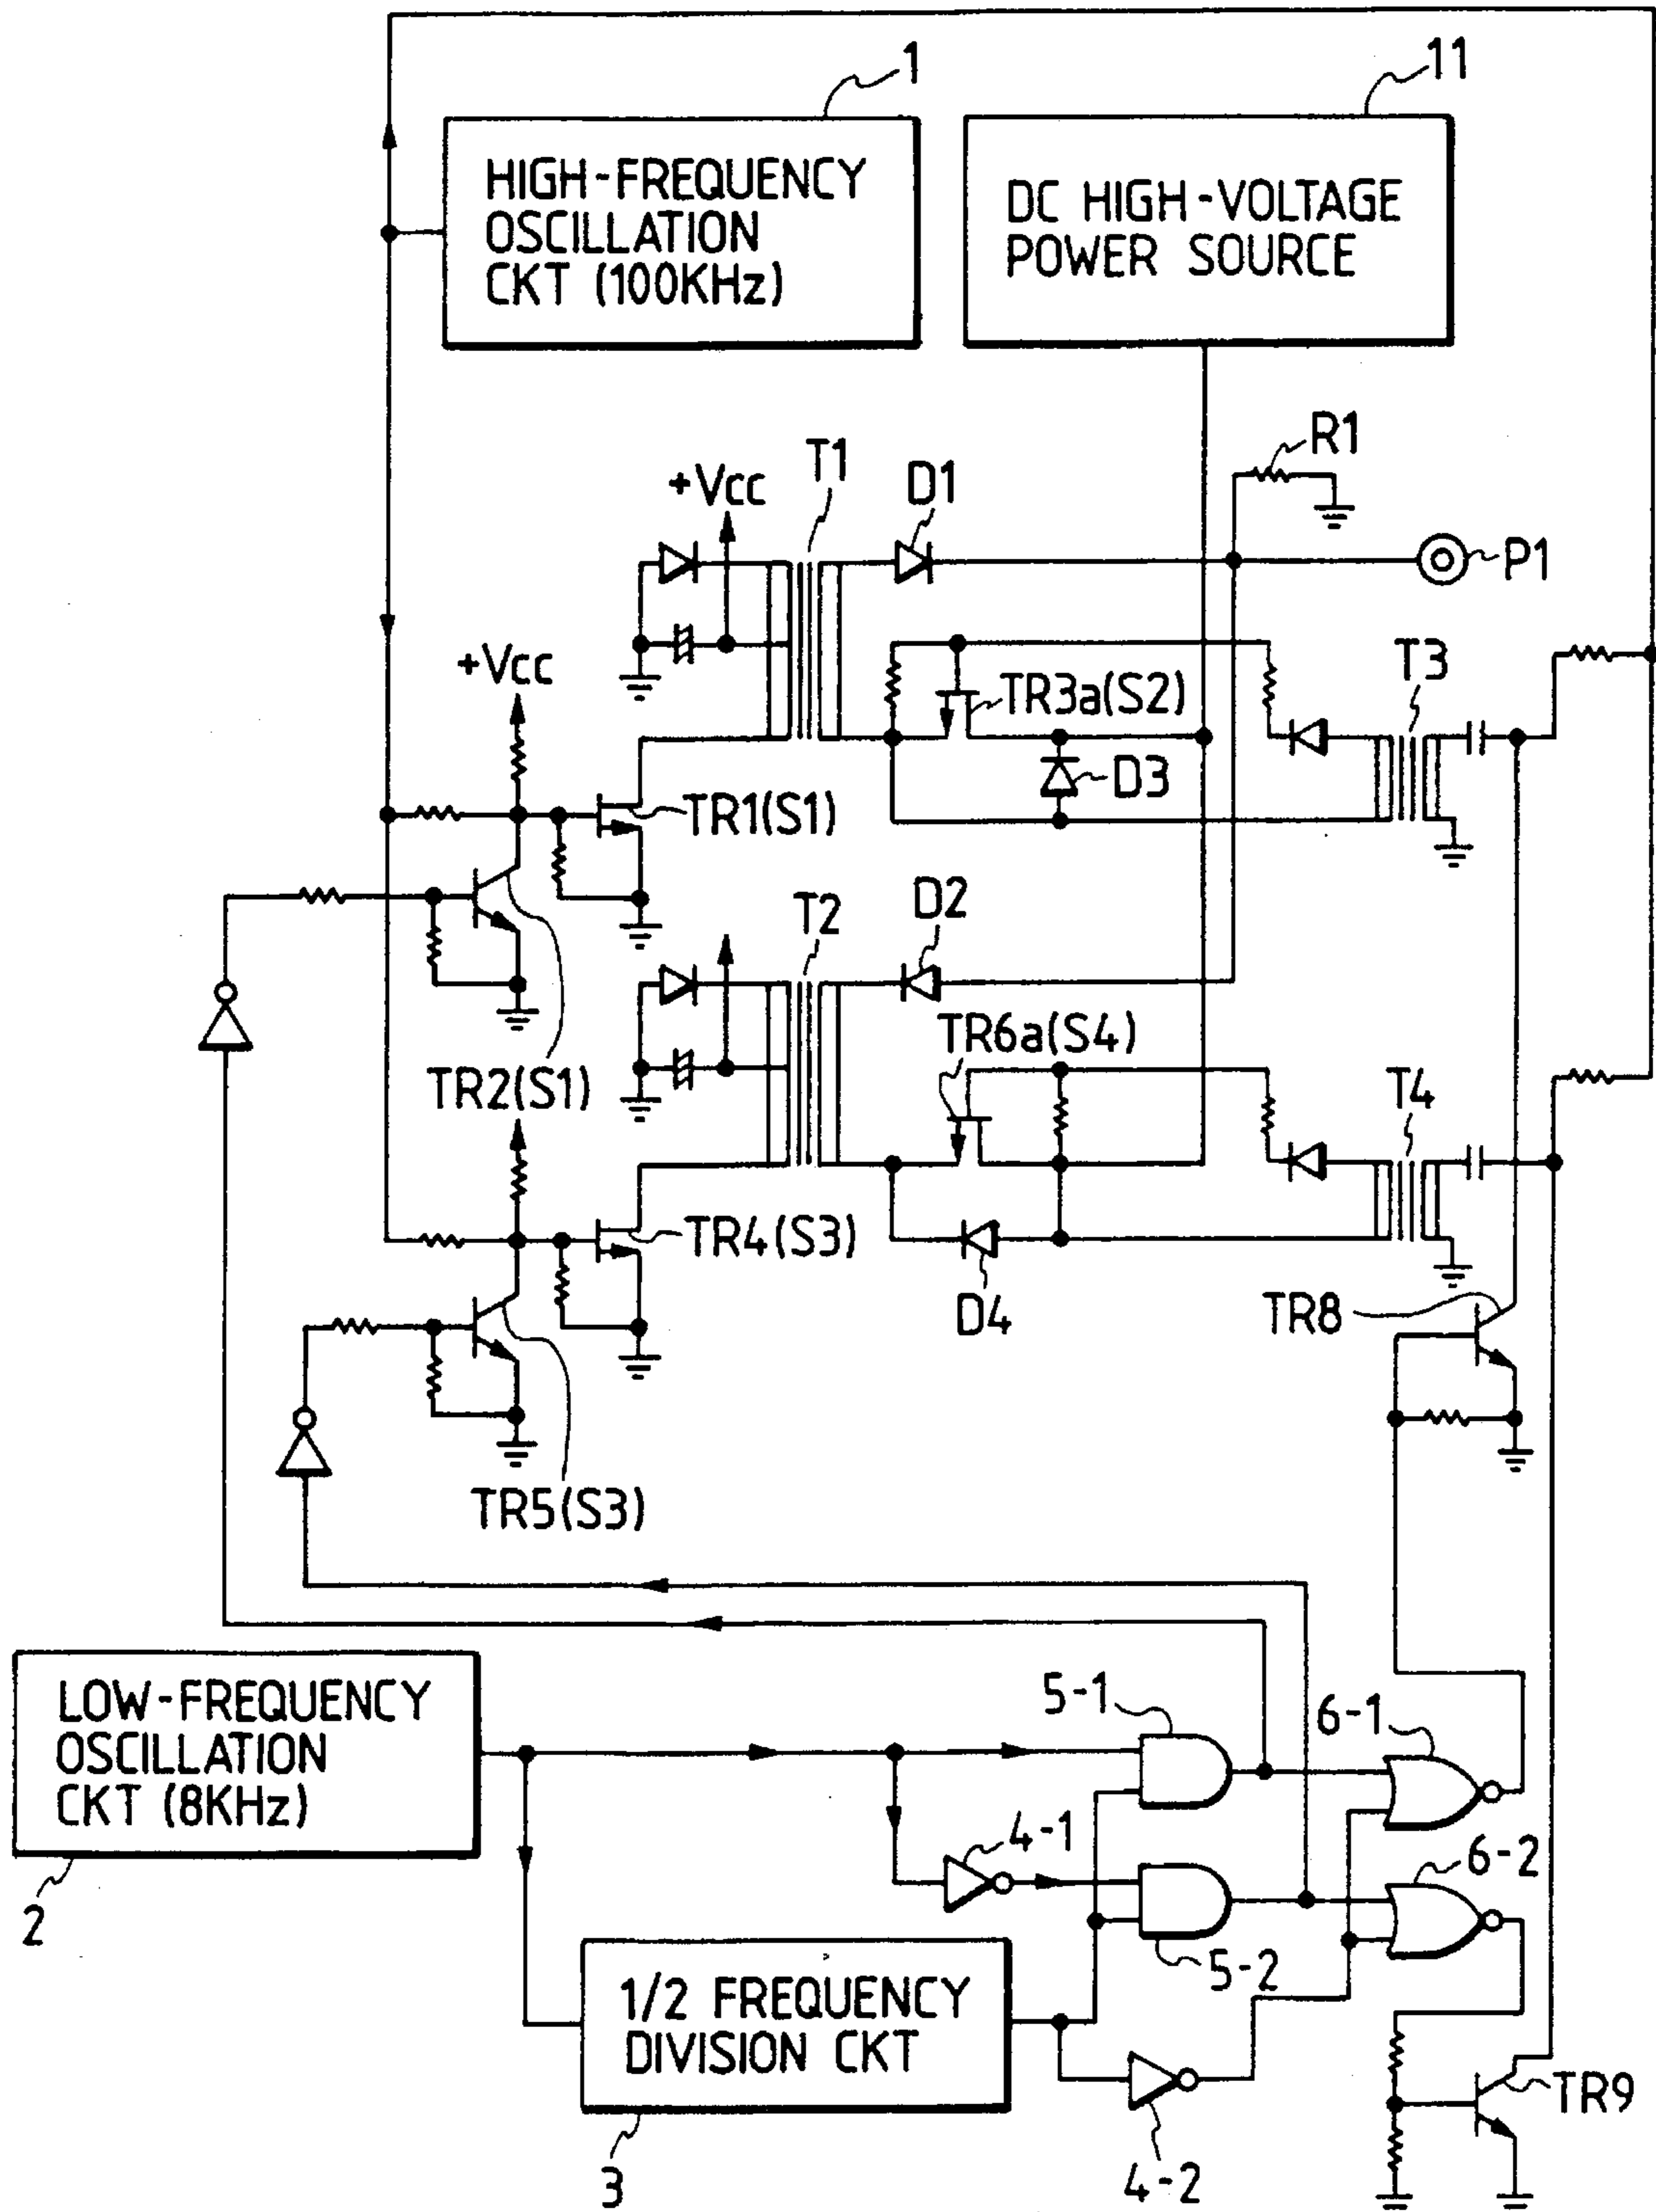 1
11
HIGH-FREQUENCY
OSCILLATION
CKT (100KHz)
DC HIGH-VOLTAGE
POWER SOURCE
R1
T1
D1
+Vcc
P1
+Vcc
TR3a(S2)
T3
D3
TR1(S1)
D2
T2
TR6a(S4)
TR2(S1)
T4
TR4(S3)
D4
TR8
TR5(S3)
LOW-FREQUENCY
OSCILLATION
CKT (8KHz)
5-1
6-1
4-1
6-2
2
5-2
1/2 FREQUENCY
DIVISION CKT
TR9
3
4-2